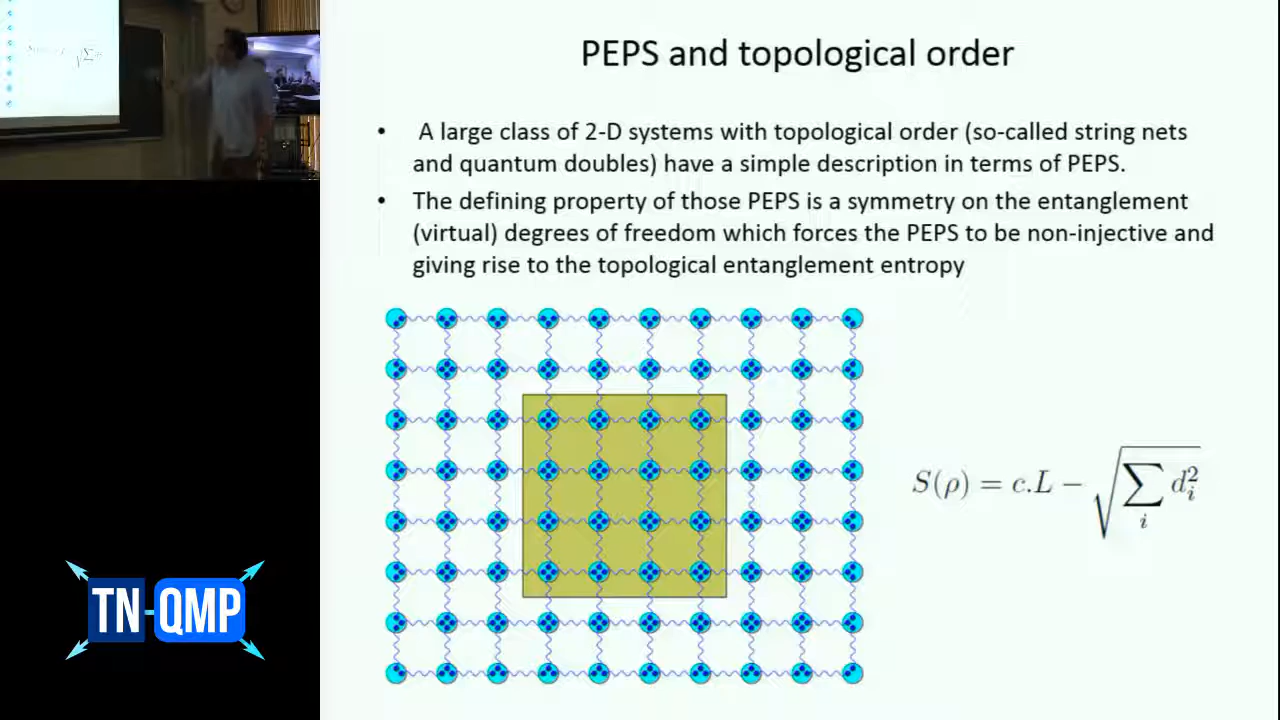 PEPS and topological order
• A large class of 2-D systems with topological order (so-called string nets
and quantum doubles) have a simple description in terms of PEPS.
• The defining property of those PEPS is a symmetry on the entanglement
(virtual) degrees of freedom which forces the PEPS to be non-injective and
giving rise to the topological entanglement entropy
S(ρ) = c.L − √∑_i d_i^2
TN-QMP